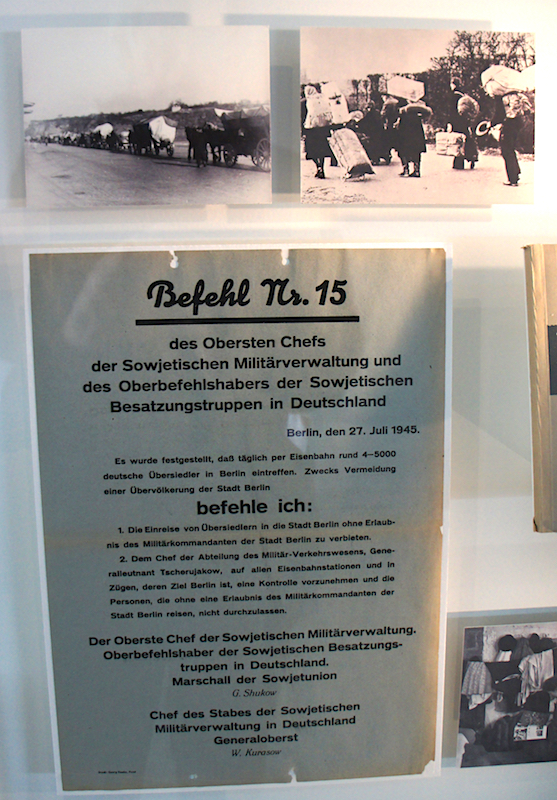 Befehl Nr. 15
des Obersten Chefs
der Sowjetischen Militärverwaltung und
des Oberbefehlshabers der Sowjetischen
Besatzungstruppen in Deutschland
Berlin, den 27. Juli 1945.
Es wurde festgestellt, daß täglich per Eisenbahn rund 4—5000
deutsche Übersiedler in Berlin eintreffen. Zwecks Vermeidung
einer Übervölkerung der Stadt Berlin
befehle ich:
1. Die Einreise von Übersiedlern in die Stadt Berlin ohne Erlaub-
nis des Militärkommandanten der Stadt Berlin zu verbieten.
2. Dem Chef der Abteilung des Militär-Verkehrswesens, Gene-
ralleutnant Tscherujakow, auf allen Eisenbahnstationen und in
Zügen, deren Ziel Berlin ist, eine Kontrolle vorzunehmen und die
Personen, die ohne eine Erlaubnis des Militärkommandanten der
Stadt Berlin reisen, nicht durchzulassen.
Der Oberste Chef der Sowjetischen Militärverwaltung.
Oberbefehlshaber der Sowjetischen Besatzungs-
truppen in Deutschland.
Marschall der Sowjetunion
G. Shukow
Chef des Stabes der Sowjetischen
Militärverwaltung in Deutschland
Generaloberst
W. Kurasow